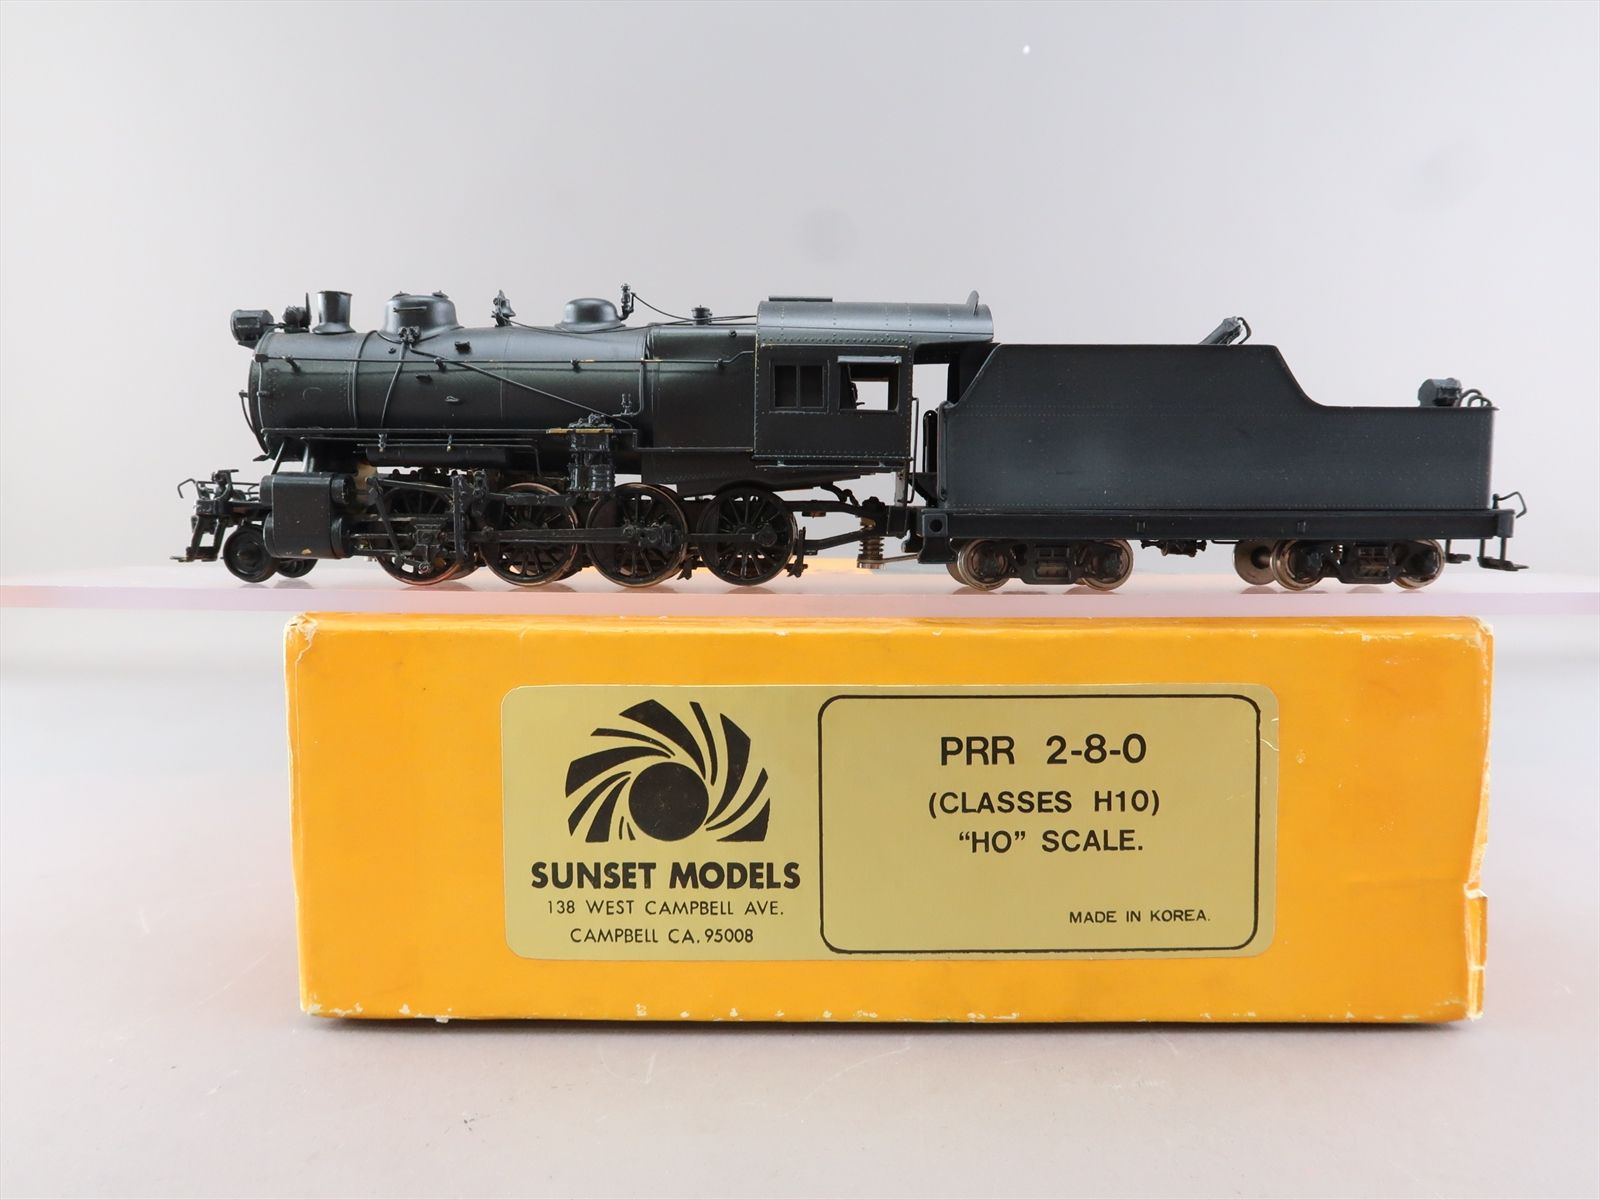 SUNSET MODELS
138 WEST CAMPBELL AVE.
CAMPBELL CA. 95008
PRR 2-8-0
(CLASSES H10)
“HO” SCALE.
MADE IN KOREA.